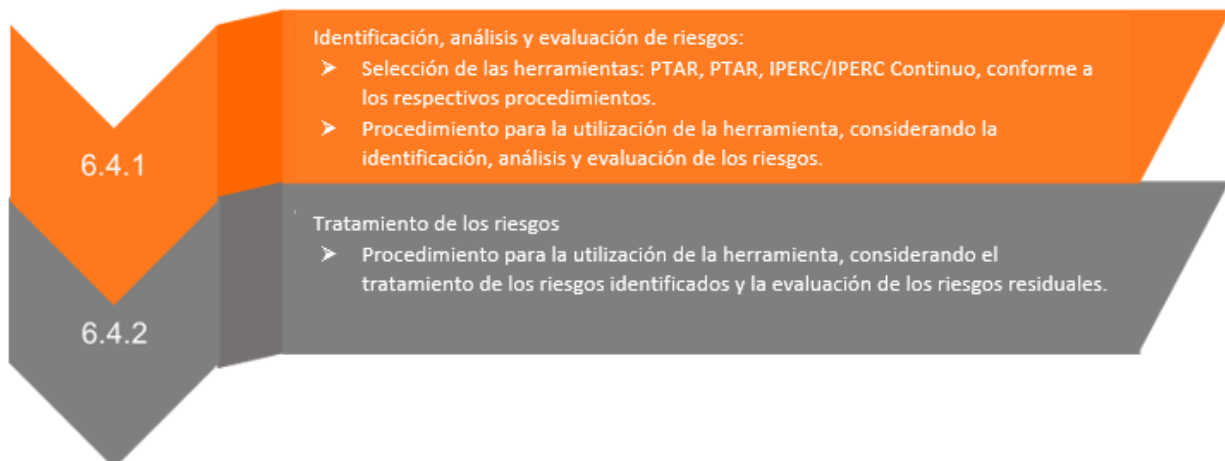 6.4.1
Identificación, análisis y evaluación de riesgos:
➤ Selección de las herramientas: PTAR, PTAR, IPERC/IPERC Continuo, conforme a
los respectivos procedimientos.
➤ Procedimiento para la utilización de la herramienta, considerando la
identificación, análisis y evaluación de los riesgos.
6.4.2
Tratamiento de los riesgos
➤ Procedimiento para la utilización de la herramienta, considerando el
tratamiento de los riesgos identificados y la evaluación de los riesgos residuales.